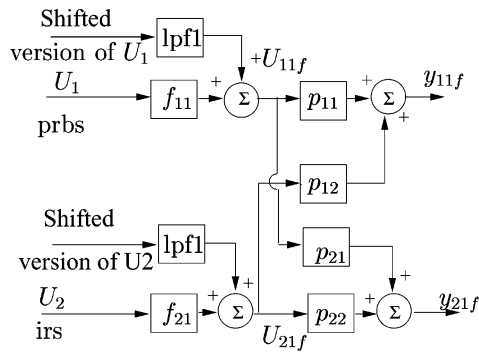 Shifted
version of U₁
lpf1
+U₁₁f
y₁₁f
U₁
f₁₁
+
+
Σ
p₁₁
+
Σ
+
prbs
p₁₂
Shifted
version of U2
lpf1
p₂₁
+
U₂
f₂₁
+
+
Σ
p₂₂
+
Σ
y₂₁f
irs
U₂₁f